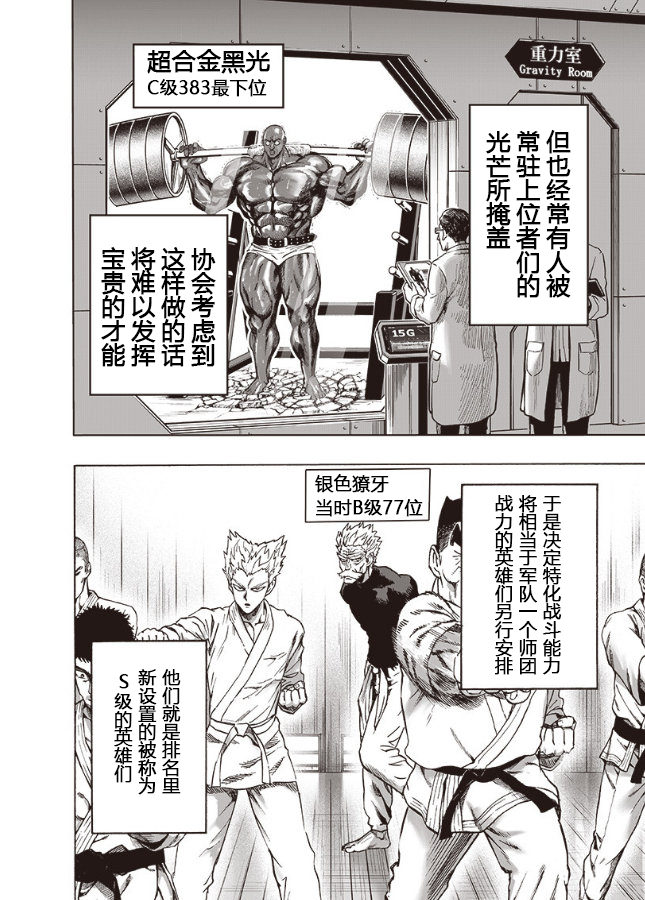 重力室
Gravity Room
超合金黑光
C级383最下位
但也经常有人被
常驻上位者们的
光芒所掩盖
协会考虑到
这样做的话
将难以发挥
宝贵的才能
15G
银色獠牙
当时B级77位
于是决定特化战斗能力
将相当于军队一个师团
战力的英雄们另行安排
他们就是排名里
新设置的被称为
S级的英雄们